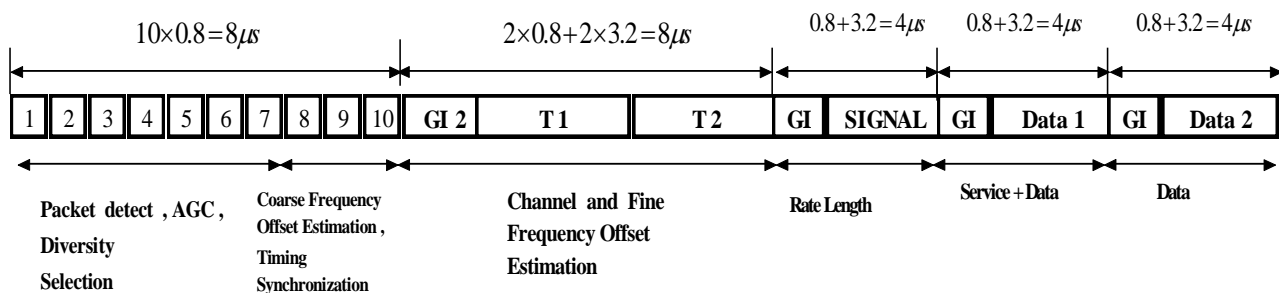 10×0.8=8μs 2×0.8+2×3.2=8μs 0.8+3.2=4μs 0.8+3.2=4μs 0.8+3.2=4μs
1 2 3 4 5 6 7 8 9 10 GI 2 T 1 T 2 GI SIGNAL GI Data 1 GI Data 2
Packet detect , AGC ,
Diversity
Selection
Coarse Frequency
Offset Estimation ,
Timing
Synchronization
Channel and Fine
Frequency Offset
Estimation
Rate Length
Service + Data
Data